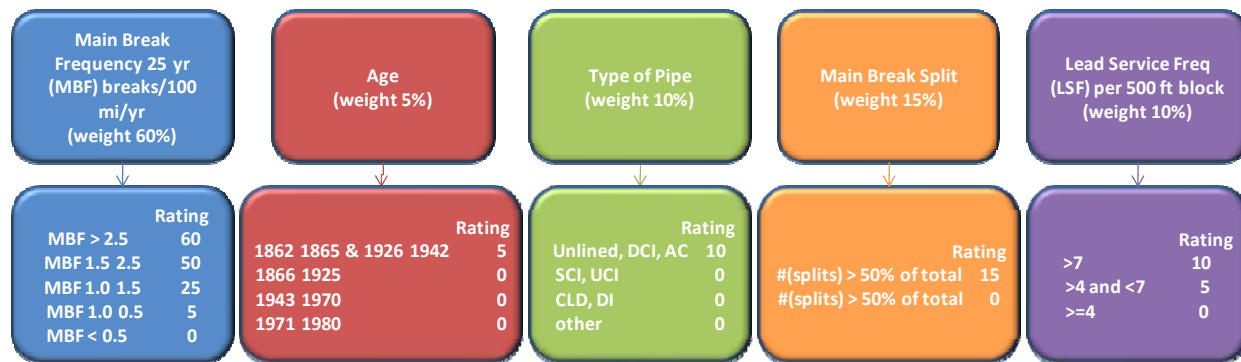 Main Break
Frequency 25 yr
(MBF) breaks/100
mi/yr
(weight 60%)
Age
(weight 5%)
Type of Pipe
(weight 10%)
Main Break Split
(weight 15%)
Lead Service Freq
(LSF) per 500 ft block
(weight 10%)
Rating
MBF > 2.5 60
MBF 1.5 2.5 50
MBF 1.0 1.5 25
MBF 1.0 0.5 5
MBF < 0.5 0
Rating
1862 1865 & 1926 1942 5
1866 1925 0
1943 1970 0
1971 1980 0
Rating
Unlined, DCI, AC 10
SCI, UCI 0
CLD, DI 0
other 0
Rating
#(splits) > 50% of total 15
#(splits) > 50% of total 0
Rating
>7 10
>4 and <7 5
>=4 0